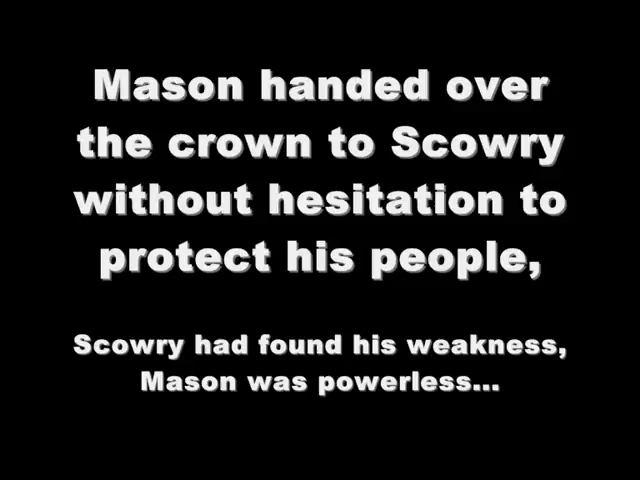 Mason handed over
the crown to Scowry
without hesitation to
protect his people,
Scowry had found his weakness,
Mason was powerless...